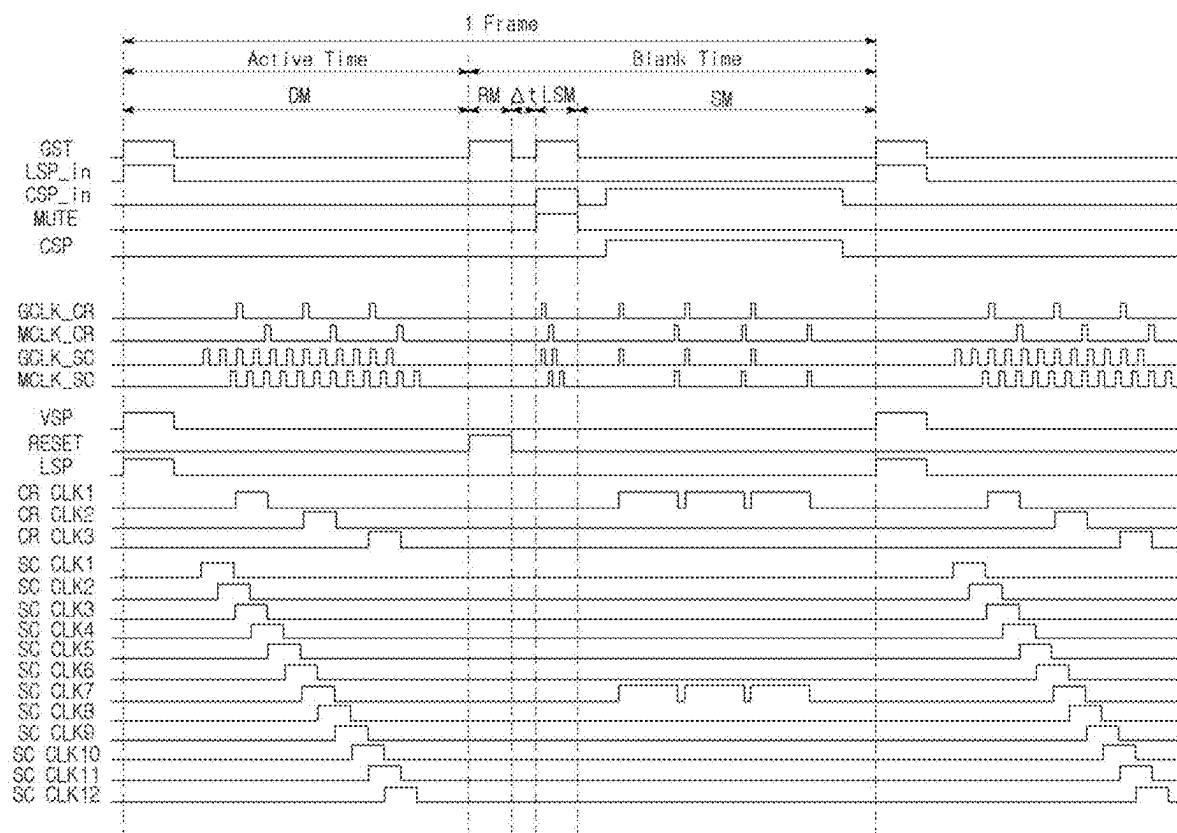 1 Frame
Active Time Blank Time
DM RM Δt LSM SM
GST
LSP_in
CSP_in
MUTE
CSP
GCLK_CR
MCLK_CR
GCLK_SC
MCLK_SC
VSP
RESET
LSP
CR CLK1
CR CLK2
CR CLK3
SC CLK1
SC CLK2
SC CLK3
SC CLK4
SC CLK5
SC CLK6
SC CLK7
SC CLK8
SC CLK9
SC CLK10
SC CLK11
SC CLK12